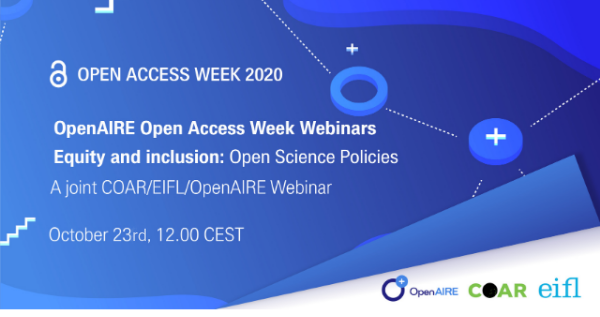 OPEN ACCESS WEEK 2020
OpenAIRE Open Access Week Webinars
Equity and inclusion: Open Science Policies
A joint COAR/EIFL/OpenAIRE Webinar
October 23rd, 12.00 CEST
OpenAIRE COAR eifl